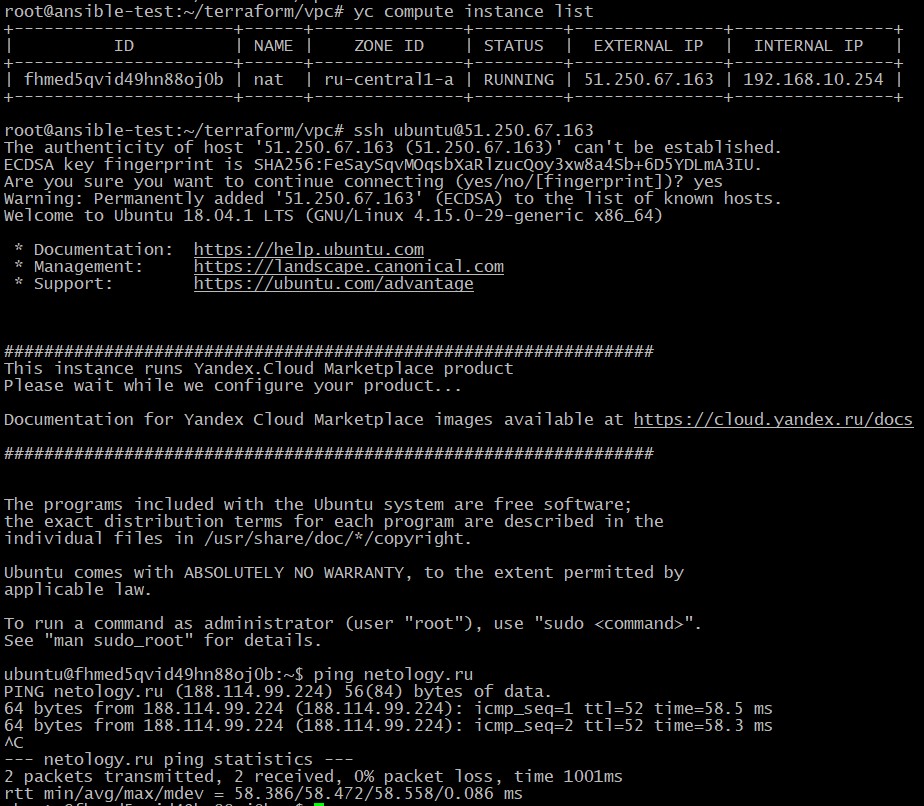 root@ansible-test:~/terraform/vpc# yc compute instance list
+----------------------+------+---------------+---------+---------------+----------------+
|          ID          | NAME |    ZONE ID    | STATUS  |  EXTERNAL IP  |  INTERNAL IP   |
+----------------------+------+---------------+---------+---------------+----------------+
| fhmed5qvid49hn88oj0b | nat  | ru-central1-a | RUNNING | 51.250.67.163 | 192.168.10.254 |
+----------------------+------+---------------+---------+---------------+----------------+
root@ansible-test:~/terraform/vpc# ssh ubuntu@51.250.67.163
The authenticity of host '51.250.67.163 (51.250.67.163)' can't be established.
ECDSA key fingerprint is SHA256:FeSaySqvMOqsbXaRlzucQoy3xw8a4Sb+6D5YDLmA3IU.
Are you sure you want to continue connecting (yes/no/[fingerprint])? yes
Warning: Permanently added '51.250.67.163' (ECDSA) to the list of known hosts.
Welcome to Ubuntu 18.04.1 LTS (GNU/Linux 4.15.0-29-generic x86_64)
* Documentation:  https://help.ubuntu.com
* Management:     https://landscape.canonical.com
* Support:        https://ubuntu.com/advantage
#################################################################
This instance runs Yandex.Cloud Marketplace product
Please wait while we configure your product...
Documentation for Yandex Cloud Marketplace images available at https://cloud.yandex.ru/docs
#################################################################
The programs included with the Ubuntu system are free software;
the exact distribution terms for each program are described in the
individual files in /usr/share/doc/*/copyright.
Ubuntu comes with ABSOLUTELY NO WARRANTY, to the extent permitted by
applicable law.
To run a command as administrator (user "root"), use "sudo <command>".
See "man sudo_root" for details.
ubuntu@fhmed5qvid49hn88oj0b:~$ ping netology.ru
PING netology.ru (188.114.99.224) 56(84) bytes of data.
64 bytes from 188.114.99.224 (188.114.99.224): icmp_seq=1 ttl=52 time=58.5 ms
64 bytes from 188.114.99.224 (188.114.99.224): icmp_seq=2 ttl=52 time=58.3 ms
^C
--- netology.ru ping statistics ---
2 packets transmitted, 2 received, 0% packet loss, time 1001ms
rtt min/avg/max/mdev = 58.386/58.472/58.558/0.086 ms